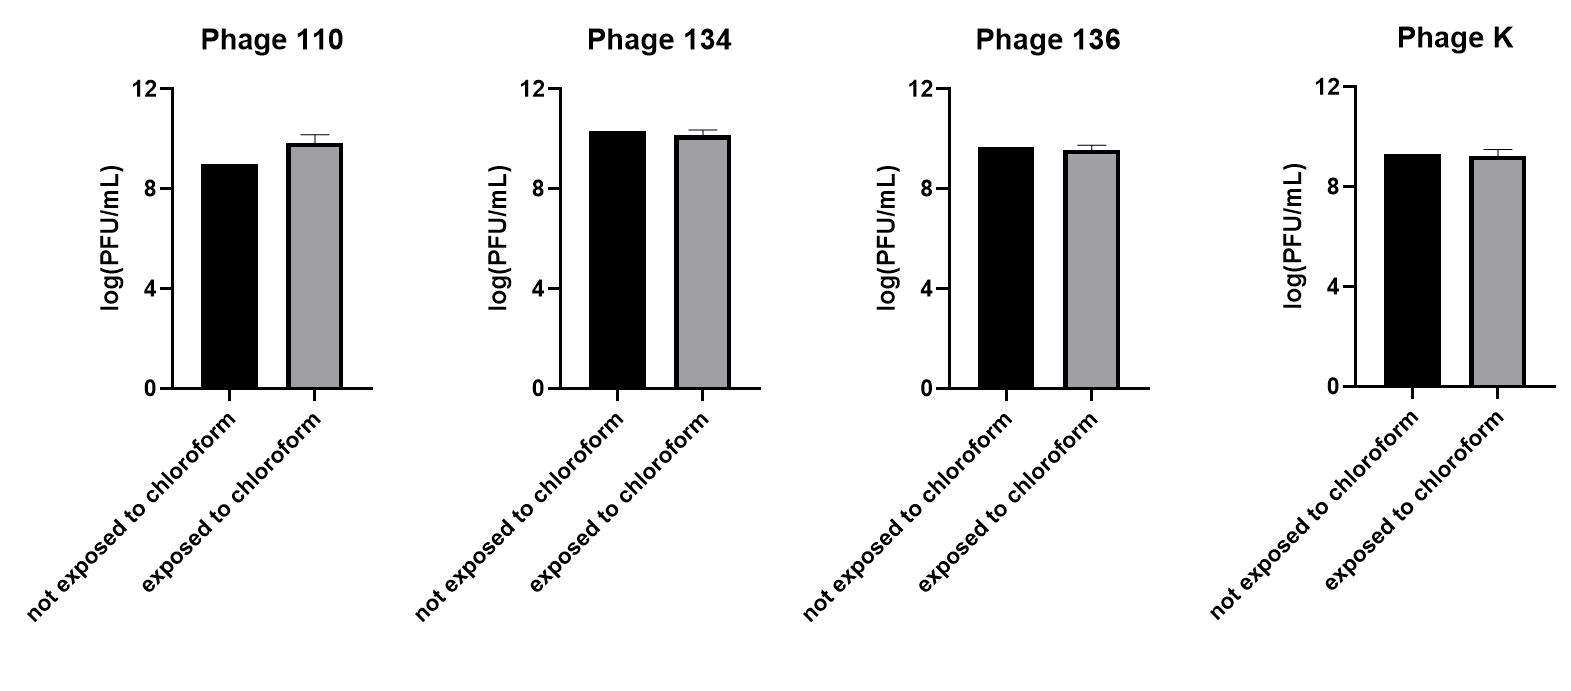 Phage 110
12
8
4
0
log(PFU/mL)
not exposed to chloroform
exposed to chloroform
Phage 134
12
8
4
0
log(PFU/mL)
not exposed to chloroform
exposed to chloroform
Phage 136
12
8
4
0
log(PFU/mL)
not exposed to chloroform
exposed to chloroform
Phage K
12
8
4
0
log(PFU/mL)
not exposed to chloroform
exposed to chloroform